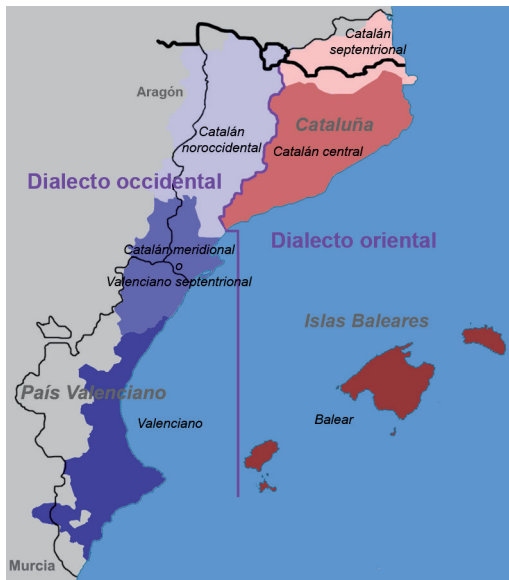 Catalán
septentrional
Aragón
Cataluña
Catalán
noroccidental
Catalán central
Dialecto occidental
Dialecto oriental
Catalán meridional
o
Valenciano septentrional
Islas Baleares
País Valenciano
Balear
Valenciano
Murcia